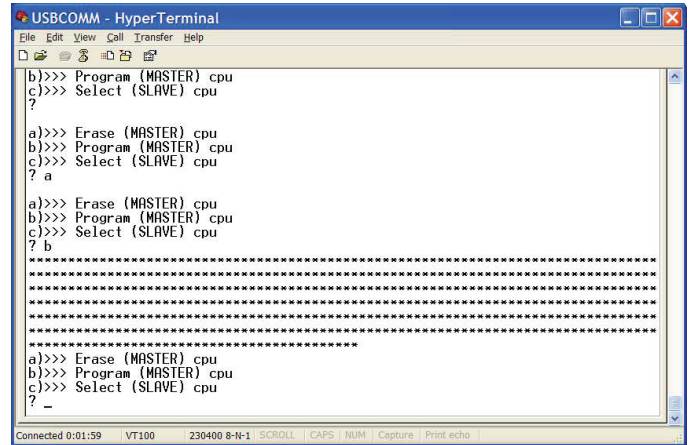 USBCOMM - HyperTerminal
File Edit View Call Transfer Help
b)>>> Program (MASTER) cpu
c)>>> Select (SLAVE) cpu
?
a)>>> Erase (MASTER) cpu
b)>>> Program (MASTER) cpu
c)>>> Select (SLAVE) cpu
? a
a)>>> Erase (MASTER) cpu
b)>>> Program (MASTER) cpu
c)>>> Select (SLAVE) cpu
? b
********************************************************************************
********************************************************************************
********************************************************************************
********************************************************************************
********************************************************************************
********************************************************************************
******************************************
a)>>> Erase (MASTER) cpu
b)>>> Program (MASTER) cpu
c)>>> Select (SLAVE) cpu
? _
Connected 0:01:59 VT100 230400 8-N-1 SCROLL CAPS NUM Capture Print echo